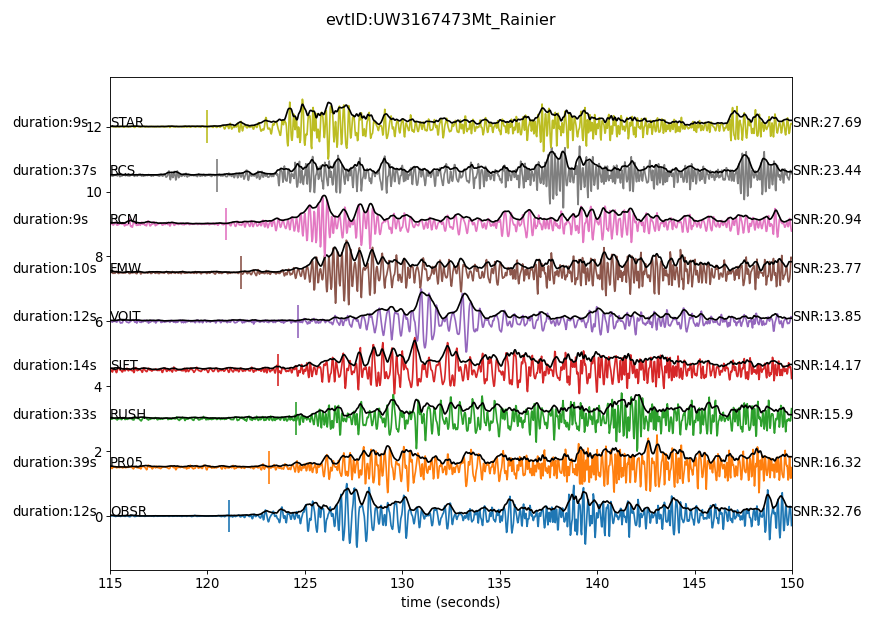 evtID:UW3167473Mt_Rainier
duration:9s STAR SNR:27.69
12
duration:37s RCS SNR:23.44
10
duration:9s RCM SNR:20.94
8
duration:10s FMW SNR:23.77
duration:12s VOIT SNR:13.85
6
duration:14s SIFT SNR:14.17
4
duration:33s RUSH SNR:15.9
2
duration:39s PR05 SNR:16.32
duration:12s OBSR SNR:32.76
0
115 120 125 130 135 140 145 150
time (seconds)